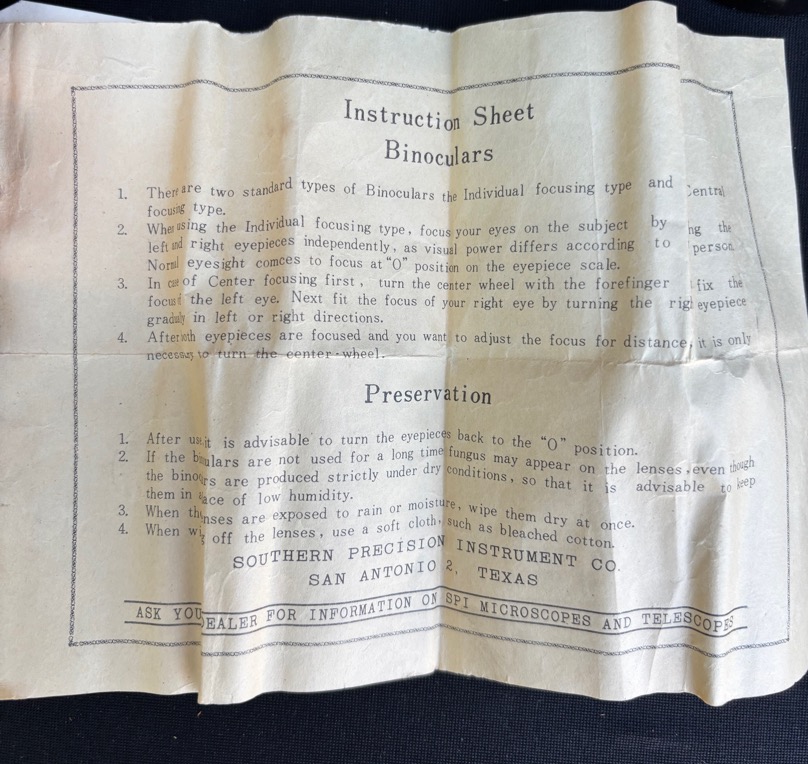 Instruction Sheet
Binoculars
1. There are two standard types of Binoculars the Individual focusing type and Central
focusing type.
2. When using the Individual focusing type, focus your eyes on the subject by ng the
left and right eyepieces independently, as visual power differs according to person.
Normal eyesight comces to focus at "O" position on the eyepiece scale.
3. In case of Center focusing first, turn the center wheel with the forefinger fix the
focus the left eye. Next fit the focus of your right eye by turning the rig eyepiece
gradully in left or right directions.
4. After both eyepieces are focused and you want to adjust the focus for distance, it is only
necessary to turn the center-wheel.
Preservation
1. After use it is advisable to turn the eyepieces back to the "O" position.
2. If the binoculars are not used for a long time fungus may appear on the lenses, even though
the binoculars are produced strictly under dry conditions, so that it is advisable to keep
them in place of low humidity.
3. When the lenses are exposed to rain or moisture, wipe them dry at once.
4. When wi g off the lenses, use a soft cloth, such as bleached cotton.
SOUTHERN PRECISION INSTRUMENT CO.
SAN ANTONIO 2, TEXAS
ASK YOU EALER FOR INFORMATION ON SPI MICROSCOPES AND TELESCOPES